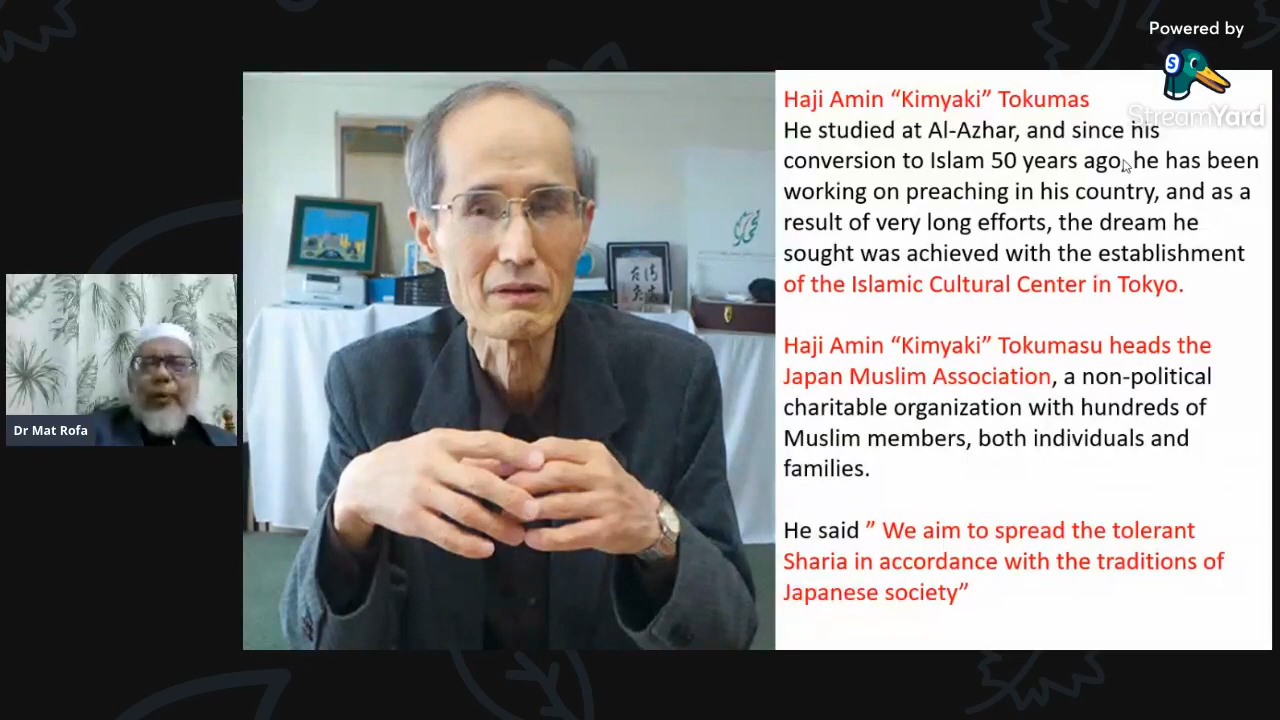 Powered by
StreamYard
Haji Amin “Kimyaki” Tokumas
He studied at Al-Azhar, and since his
conversion to Islam 50 years ago, he has been
working on preaching in his country, and as a
result of very long efforts, the dream he
sought was achieved with the establishment
of the Islamic Cultural Center in Tokyo.
Haji Amin “Kimyaki” Tokumasu heads the
Japan Muslim Association, a non-political
charitable organization with hundreds of
Muslim members, both individuals and
families.
He said ” We aim to spread the tolerant
Sharia in accordance with the traditions of
Japanese society”
Dr Mat Rofa